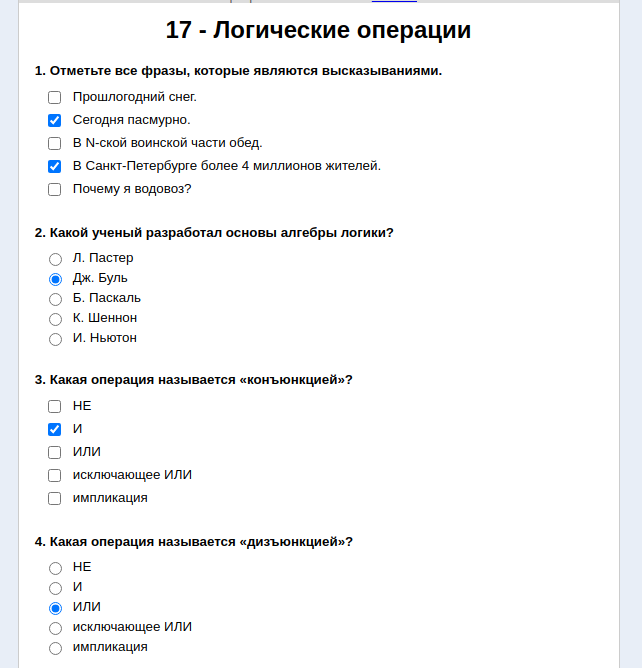 17 - Логические операции
1. Отметьте все фразы, которые являются высказываниями.
Прошлогодний снег.
Сегодня пасмурно.
В N-ской воинской части обед.
В Санкт-Петербурге более 4 миллионов жителей.
Почему я водовоз?
2. Какой ученый разработал основы алгебры логики?
Л. Пастер
Дж. Буль
Б. Паскаль
К. Шеннон
И. Ньютон
3. Какая операция называется «конъюнкцией»?
НЕ
И
ИЛИ
исключающее ИЛИ
импликация
4. Какая операция называется «дизъюнкцией»?
НЕ
И
ИЛИ
исключающее ИЛИ
импликация